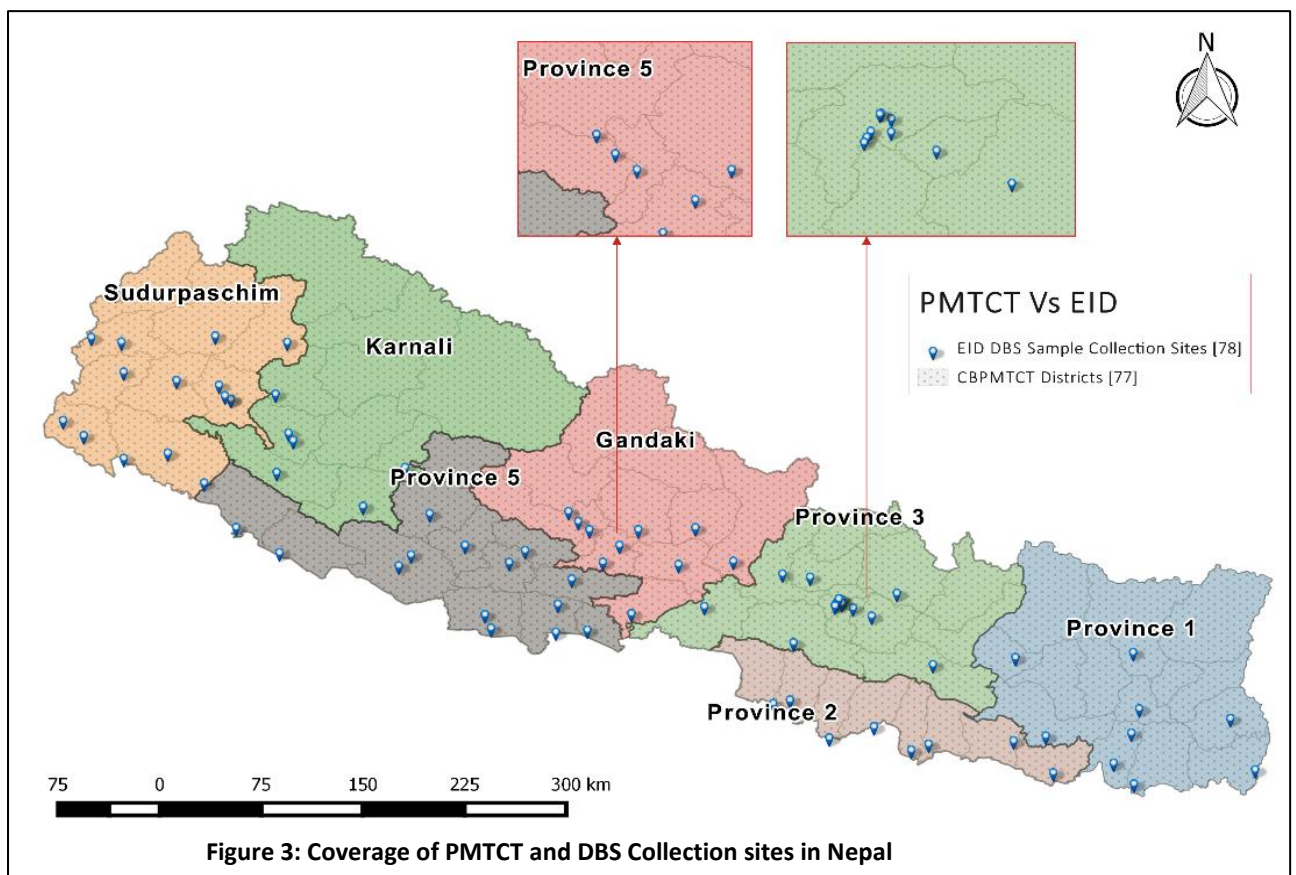 Province 5
N
PMTCT Vs EID
EID DBS Sample Collection Sites [78]
CBPMTCT Districts [77]
Sudurpaschim
Karnali
Gandaki
Province 5
Province 3
Province 1
Province 2
75 0 75 150 225 300 km
Figure 3: Coverage of PMTCT and DBS Collection sites in Nepal